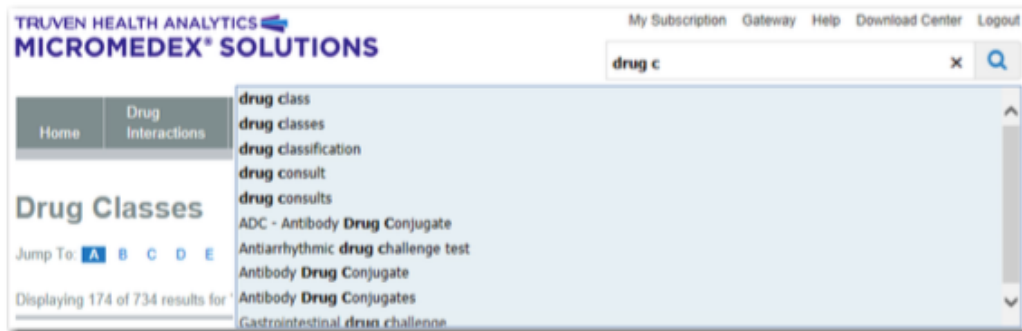 TRUVEN HEALTH ANALYTICS
MICROMEDEX® SOLUTIONS
My Subscription Gateway Help Download Center Logout
drug c ×
Home
Drug Interactions
drug class
drug classes
drug classification
drug consult
drug consults
ADC - Antibody Drug Conjugate
Antiarrhythmic drug challenge test
Antibody Drug Conjugate
Antibody Drug Conjugates
Gastrointestinal drug challenge
Drug Classes
Jump To: A B C D E
Displaying 174 of 734 results for '